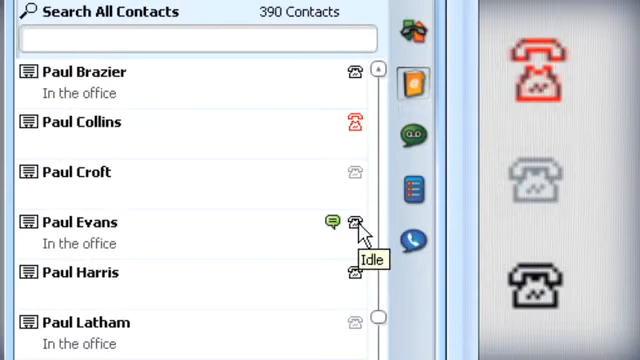 Search All Contacts 390 Contacts
Paul Brazier
In the office
Paul Collins
Paul Croft
Paul Evans
In the office
Idle
Paul Harris
Paul Latham
In the office